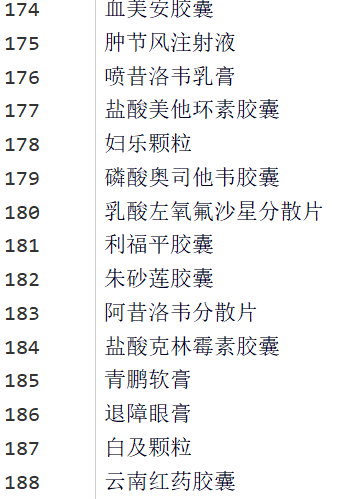 174 血美安胶囊
175 肿节风注射液
176 喷昔洛韦乳膏
177 盐酸美他环素胶囊
178 妇乐颗粒
179 磷酸奥司他韦胶囊
180 乳酸左氧氟沙星分散片
181 利福平胶囊
182 朱砂莲胶囊
183 阿昔洛韦分散片
184 盐酸克林霉素胶囊
185 青鹏软膏
186 退障眼膏
187 白及颗粒
188 云南红药胶囊